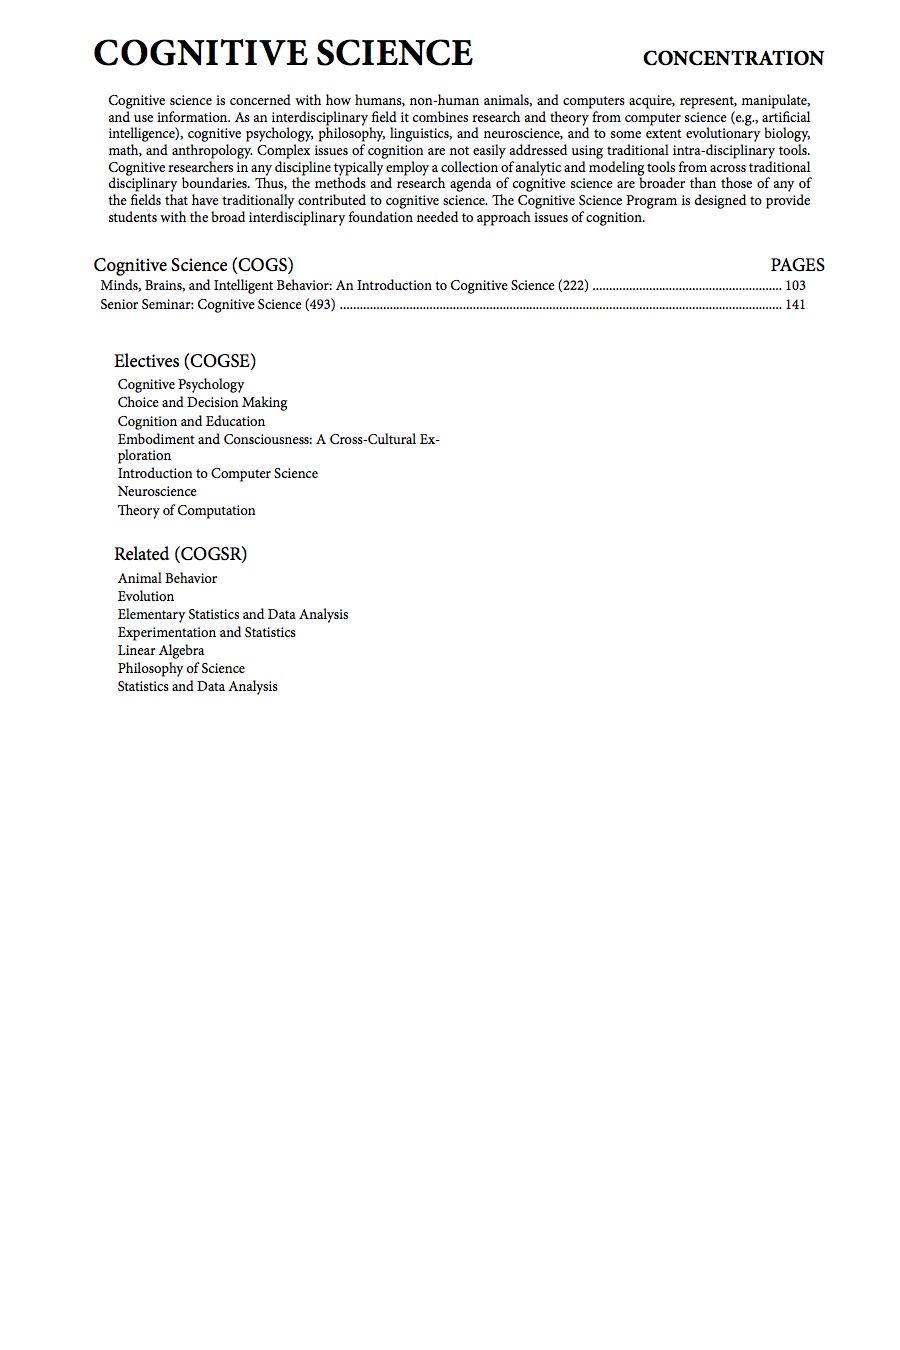 COGNITIVE SCIENCE CONCENTRATION
Cognitive science is concerned with how humans, non-human animals, and computers acquire, represent, manipulate,
and use information. As an interdisciplinary field it combines research and theory from computer science (e.g., artificial
intelligence), cognitive psychology, philosophy, linguistics, and neuroscience, and to some extent evolutionary biology,
math, and anthropology. Complex issues of cognition are not easily addressed using traditional intra-disciplinary tools.
Cognitive researchers in any discipline typically employ a collection of analytic and modeling tools from across traditional
disciplinary boundaries. Thus, the methods and research agenda of cognitive science are broader than those of any of
the fields that have traditionally contributed to cognitive science. The Cognitive Science Program is designed to provide
students with the broad interdisciplinary foundation needed to approach issues of cognition.
Cognitive Science (COGS) PAGES
Minds, Brains, and Intelligent Behavior: An Introduction to Cognitive Science (222) ......................................................... 103
Senior Seminar: Cognitive Science (493) ..................................................................................................................................... 141
Electives (COGSE)
Cognitive Psychology
Choice and Decision Making
Cognition and Education
Embodiment and Consciousness: A Cross-Cultural Ex-
ploration
Introduction to Computer Science
Neuroscience
Theory of Computation
Related (COGSR)
Animal Behavior
Evolution
Elementary Statistics and Data Analysis
Experimentation and Statistics
Linear Algebra
Philosophy of Science
Statistics and Data Analysis